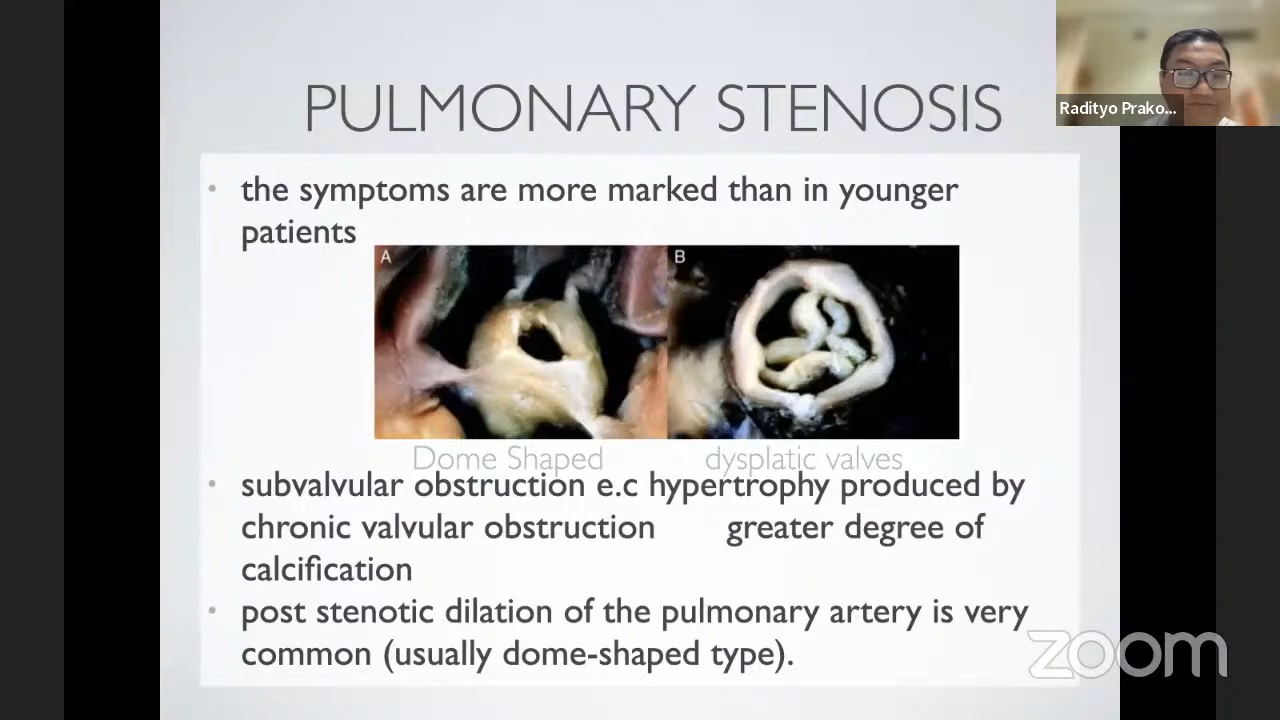 PULMONARY STENOSIS
Radityo Prako...
• the symptoms are more marked than in younger
patients
A
B
Dome Shaped
dysplatic valves
• subvalvular obstruction e.c hypertrophy produced by
chronic valvular obstruction greater degree of
calcification
• post stenotic dilation of the pulmonary artery is very
common (usually dome-shaped type).
zoom